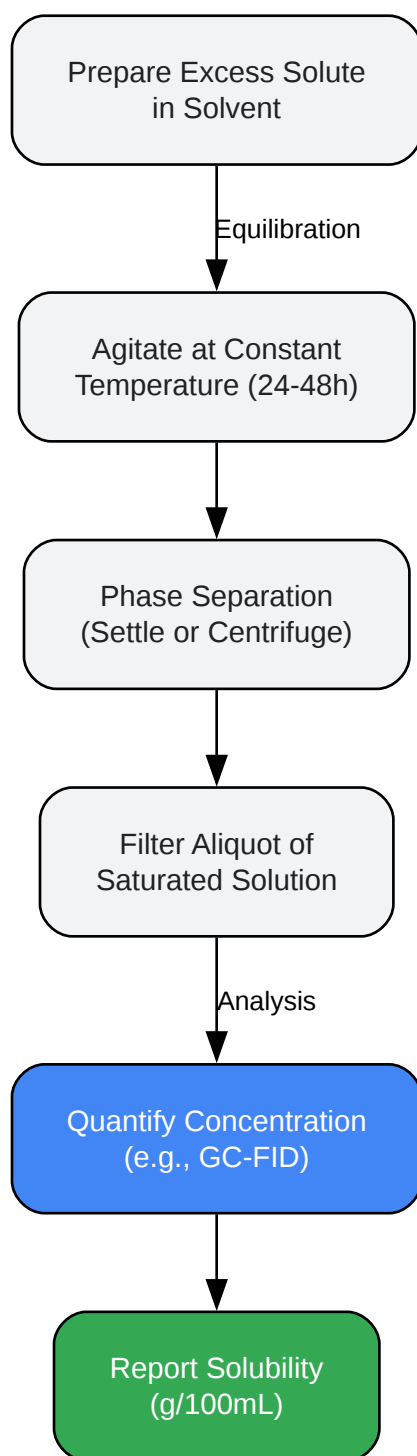 Prepare Excess Solute
in Solvent
Equilibration
Agitate at Constant
Temperature (24-48h)
Phase Separation
(Settle or Centrifuge)
Filter Aliquot of
Saturated Solution
Analysis
Quantify Concentration
(e.g., GC-FID)
Report Solubility
(g/100mL)